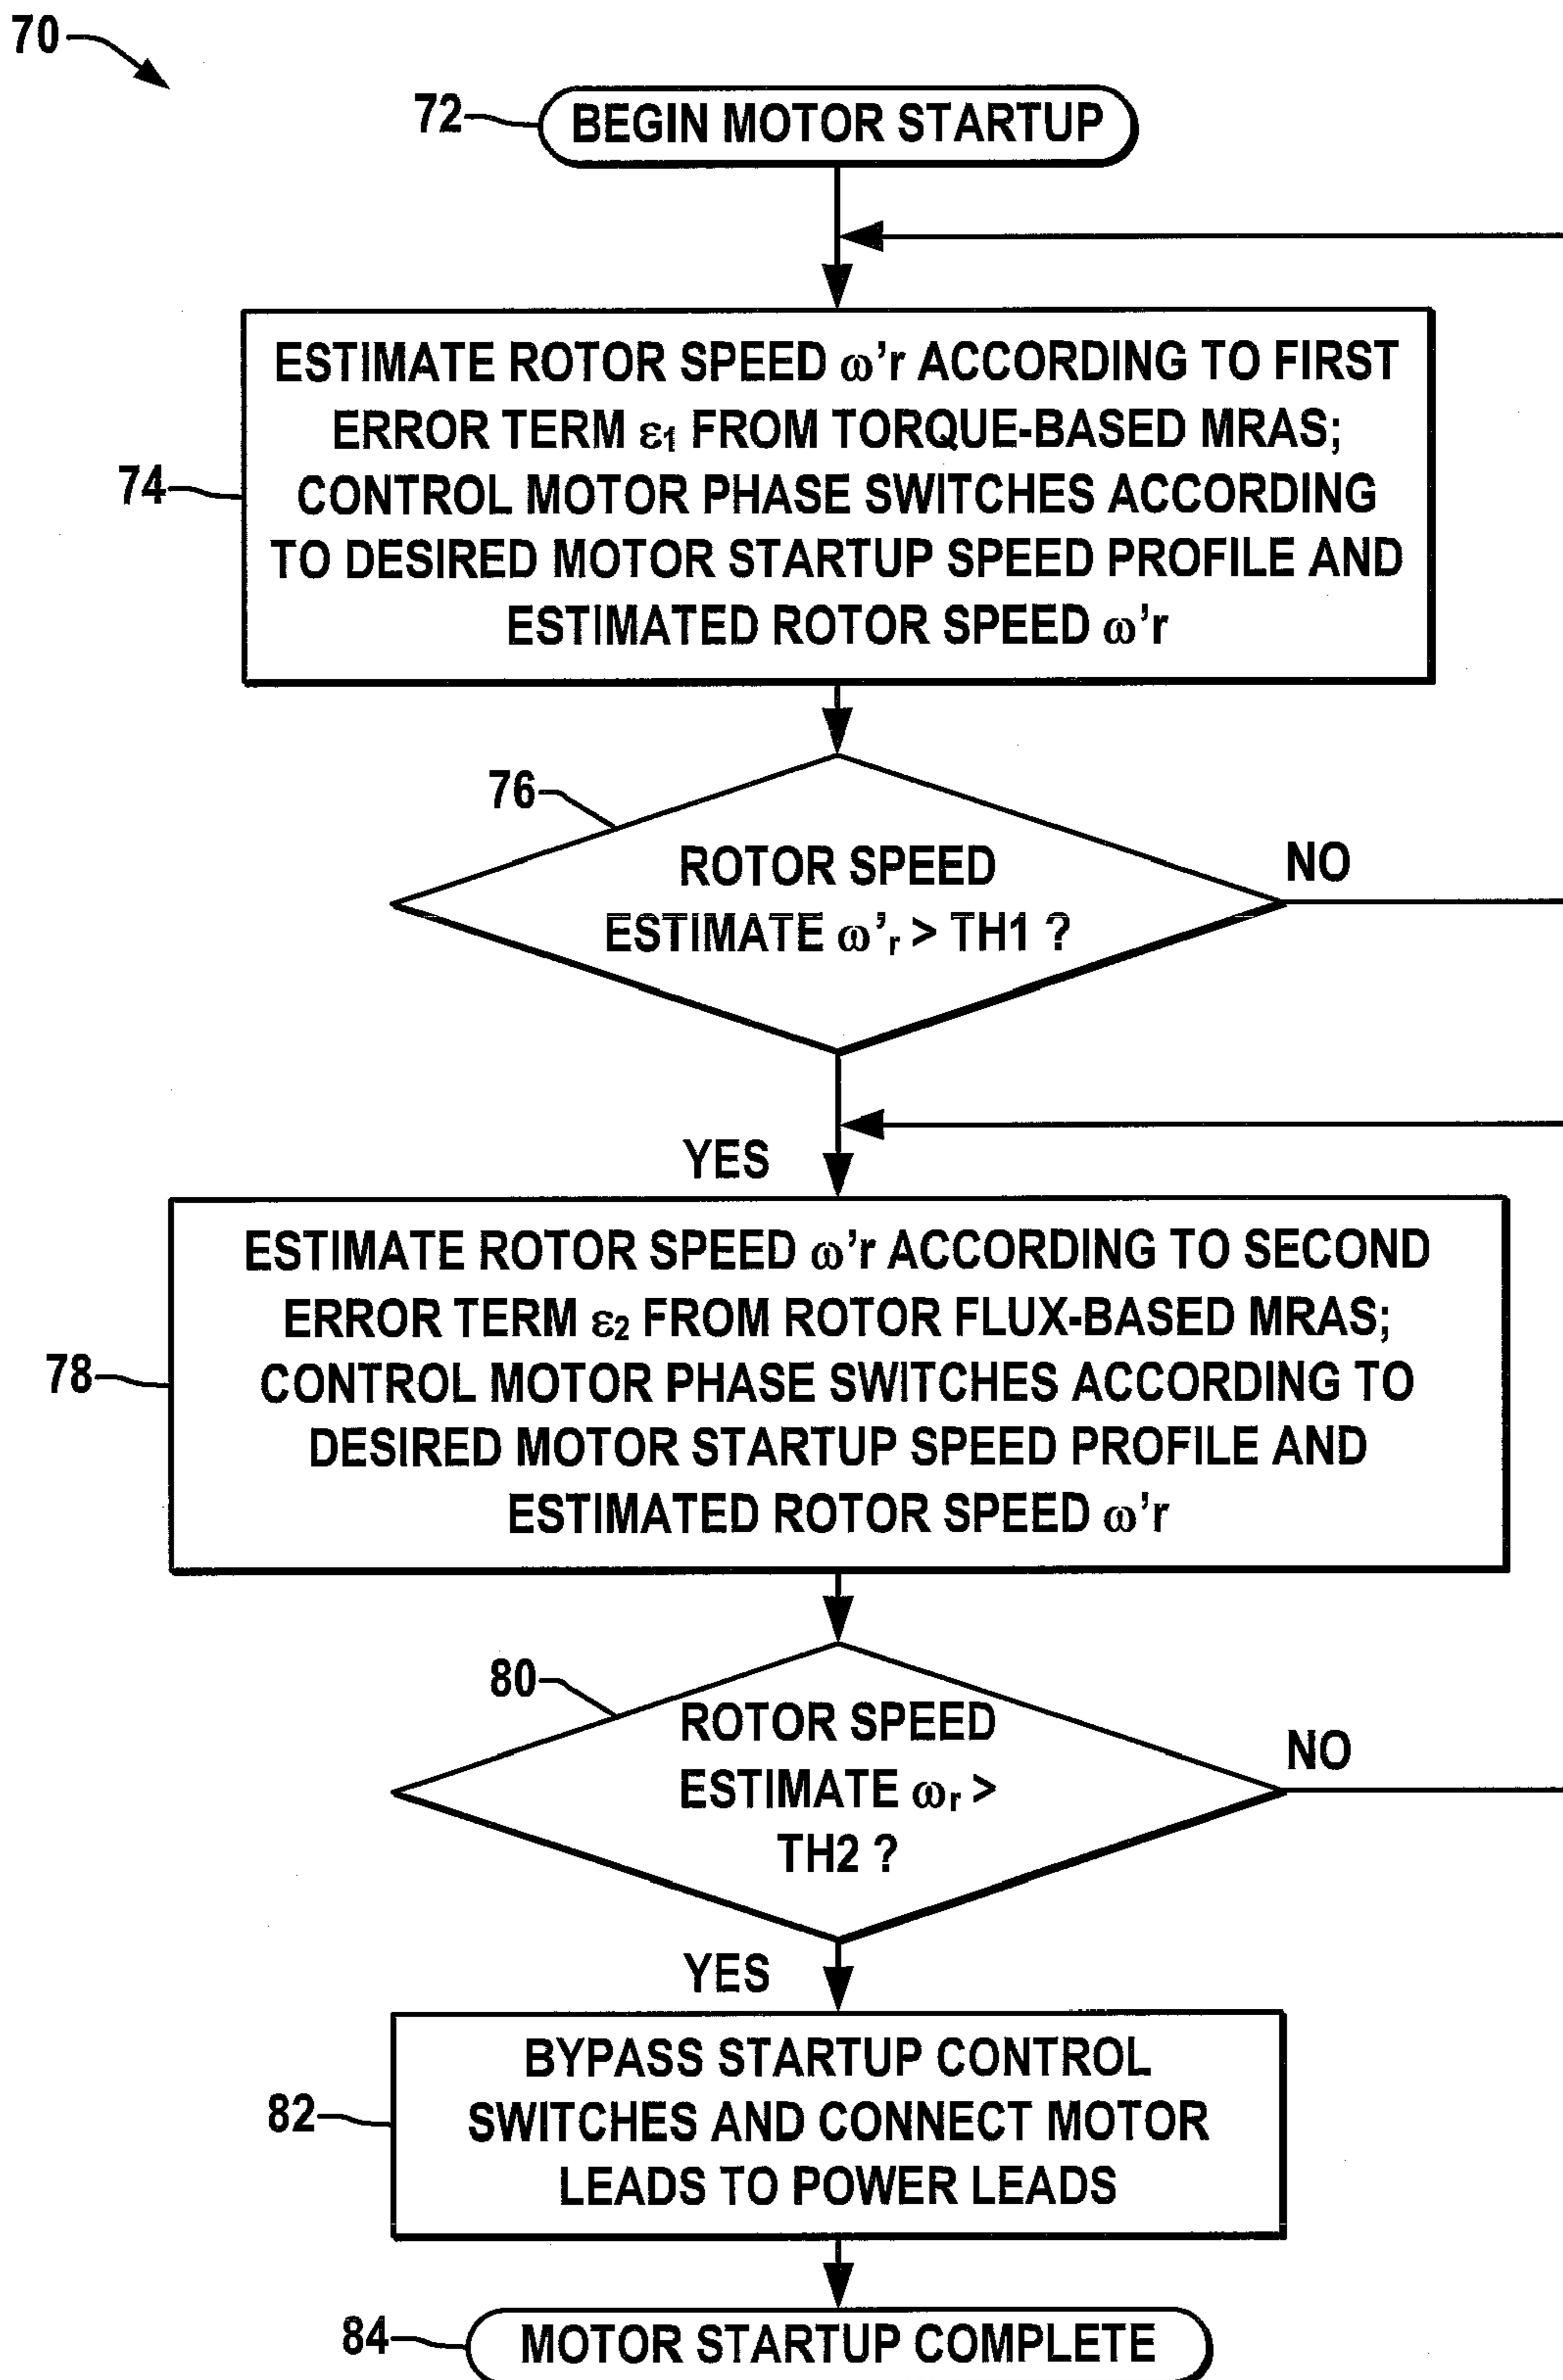 70
72
BEGIN MOTOR STARTUP
74
ESTIMATE ROTOR SPEED ω'r ACCORDING TO FIRST
ERROR TERM ε₁ FROM TORQUE-BASED MRAS;
CONTROL MOTOR PHASE SWITCHES ACCORDING
TO DESIRED MOTOR STARTUP SPEED PROFILE AND
ESTIMATED ROTOR SPEED ω'r
76
ROTOR SPEED
ESTIMATE ω'ᵣ > TH1 ?
NO
YES
78
ESTIMATE ROTOR SPEED ω'r ACCORDING TO SECOND
ERROR TERM ε₂ FROM ROTOR FLUX-BASED MRAS;
CONTROL MOTOR PHASE SWITCHES ACCORDING TO
DESIRED MOTOR STARTUP SPEED PROFILE AND
ESTIMATED ROTOR SPEED ω'r
80
ROTOR SPEED
ESTIMATE ωᵣ >
TH2 ?
NO
YES
82
BYPASS STARTUP CONTROL
SWITCHES AND CONNECT MOTOR
LEADS TO POWER LEADS
84
MOTOR STARTUP COMPLETE